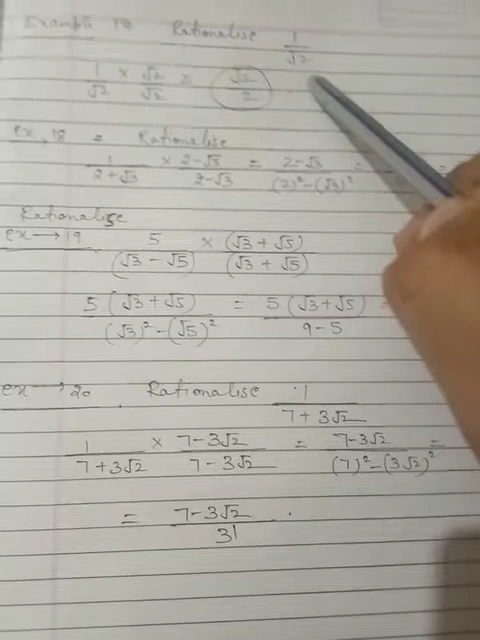 Example 17 Rationalise 1/√2
1/√2 × √2/√2 = √2/2
ex 18 = Rationalise
1/(2+√3) × (2-√3)/(2-√3) = (2-√3)/((2)²-(√3)²) =
Rationalise
ex → 19 5/(√3-√5) × (√3+√5)/(√3+√5)
5(√3+√5)/((√3)²-(√5)²) = 5(√3+√5)/(9-5) =
ex → 20. Rationalise 1/(7+3√2)
1/(7+3√2) × (7-3√2)/(7-3√2) = (7-3√2)/((7)²-(3√2)²) =
= (7-3√2)/31.